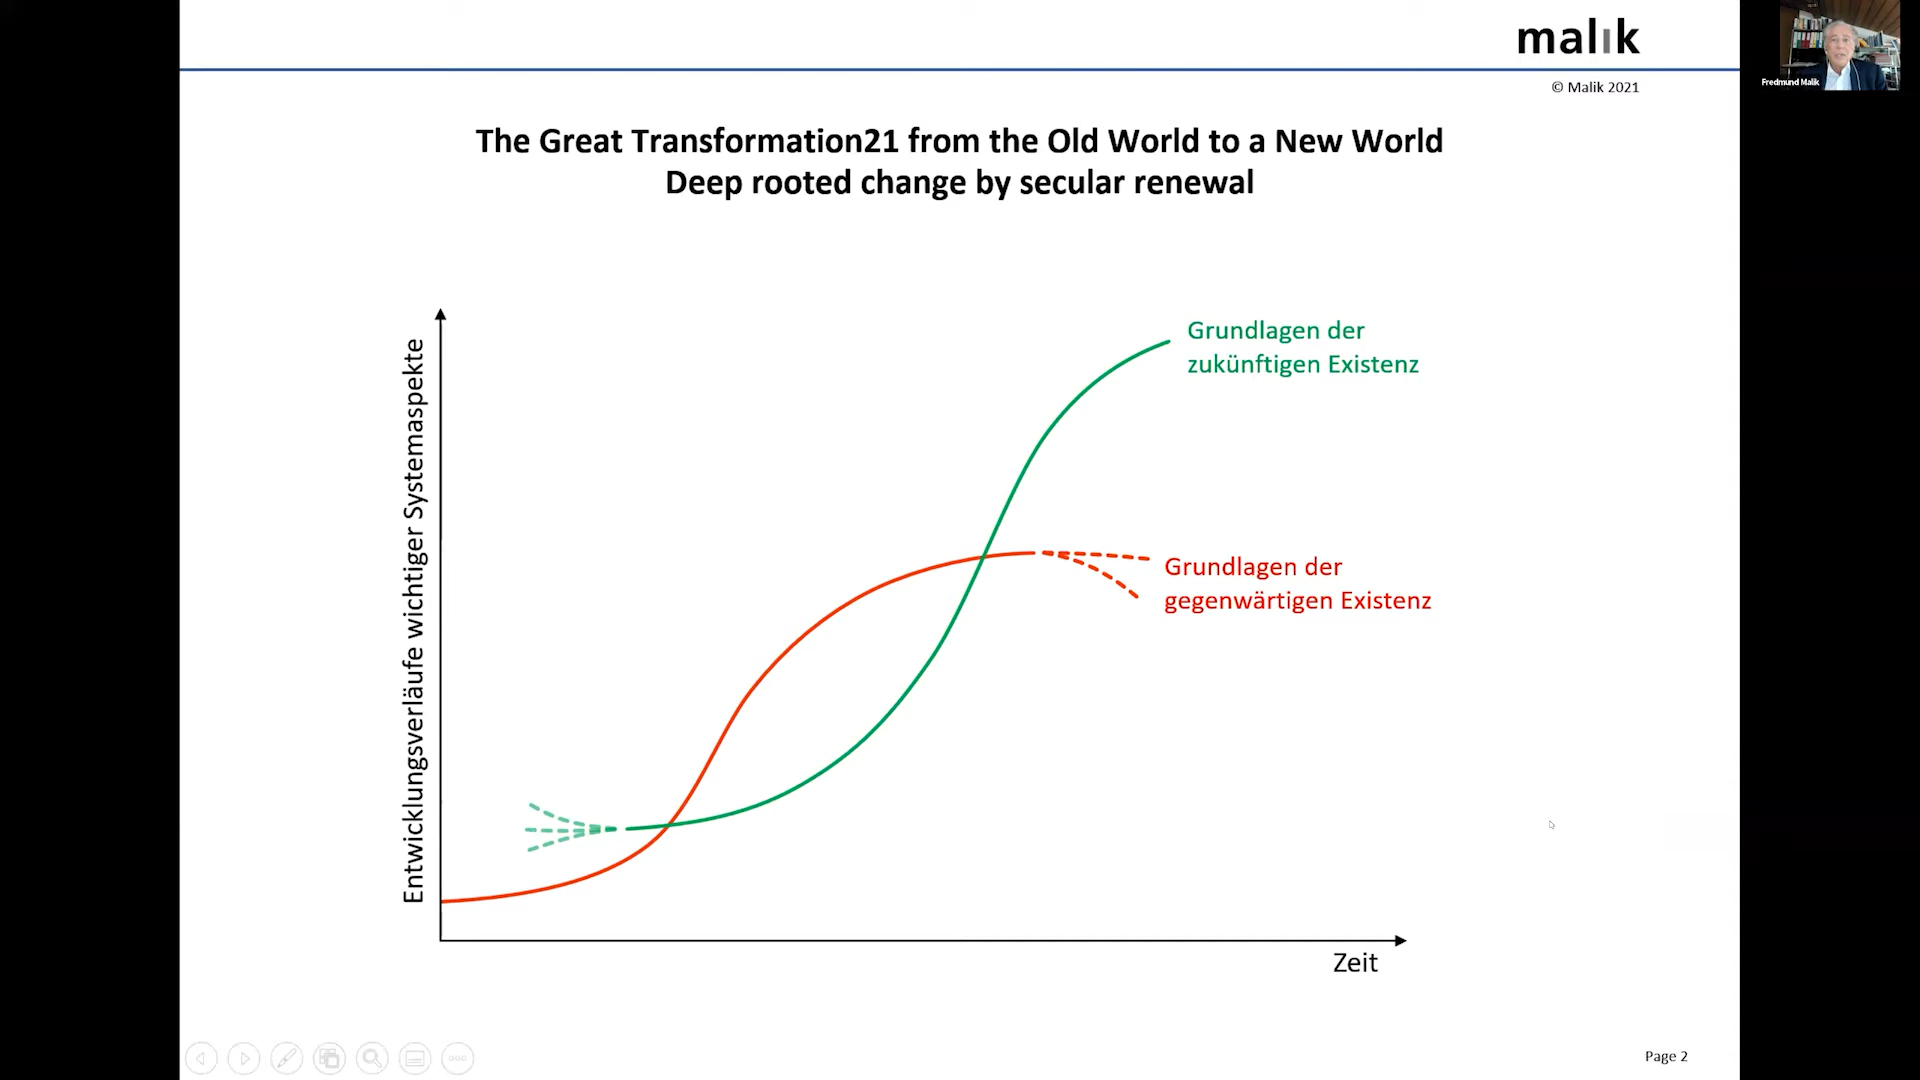 malik
Fredmund Malik
© Malik 2021
The Great Transformation21 from the Old World to a New World
Deep rooted change by secular renewal
Grundlagen der
zukünftigen Existenz
Entwicklungsverläufe wichtiger Systemaspekte
Grundlagen der
gegenwärtigen Existenz
Zeit
Page 2